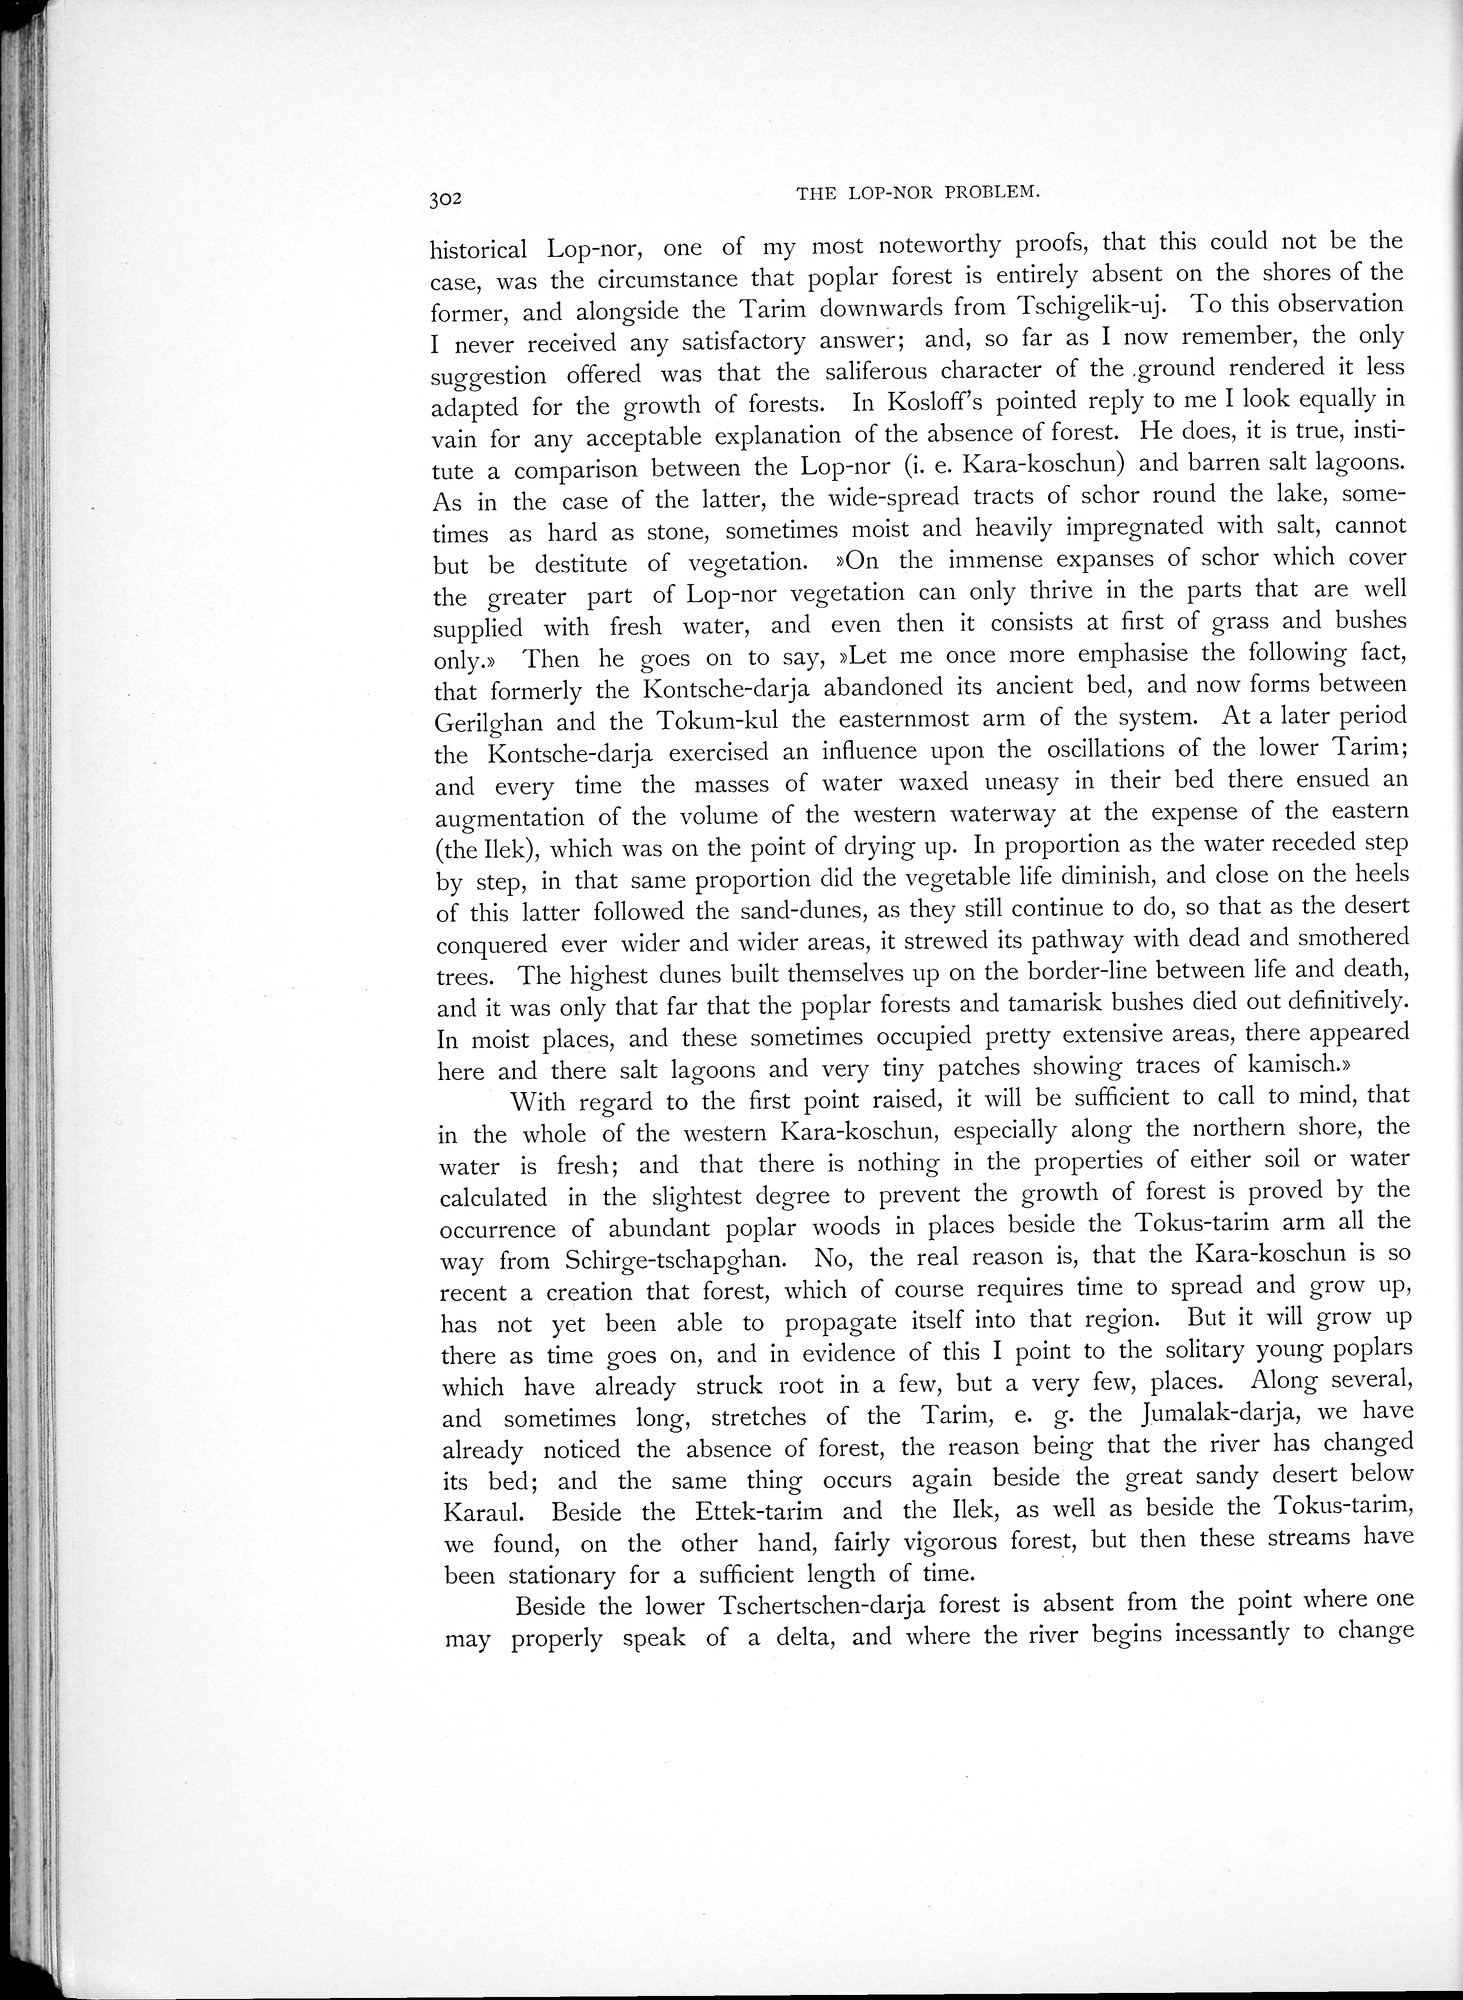 302
THE LOP-NOR PROBLEM.
historical Lop-nor, one of my most noteworthy proofs, that this could not be the
case, was the circumstance that poplar forest is entirely absent on the shores of the
former, and alongside the Tarim downwards from Tschigelik-uj. To this observation
I never received any satisfactory answer; and, so far as I now remember, the only
suggestion offered was that the saliferous character of the ground rendered it less
adapted for the growth of forests. In Kosloff's pointed reply to me I look equally in
vain for any acceptable explanation of the absence of forest. He does, it is true, insti-
tute a comparison between the Lop-nor (i. e. Kara-koschun) and barren salt lagoons.
As in the case of the latter, the wide-spread tracts of schor round the lake, some-
times as hard as stone, sometimes moist and heavily impregnated with salt, cannot
but be destitute of vegetation. »On the immense expanses of schor which cover
the greater part of Lop-nor vegetation can only thrive in the parts that are well
supplied with fresh water, and even then it consists at first of grass and bushes
only.» Then he goes on to say, »Let me once more emphasise the following fact,
that formerly the Kontsche-darja abandoned its ancient bed, and now forms between
Gerilghan and the Tokum-kul the easternmost arm of the system. At a later period
the Kontsche-darja exercised an influence upon the oscillations of the lower Tarim;
and every time the masses of water waxed uneasy in their bed there ensued an
augmentation of the volume of the western waterway at the expense of the eastern
(the Ilek), which was on the point of drying up. In proportion as the water receded step
by step, in that same proportion did the vegetable life diminish, and close on the heels
of this latter followed the sand-dunes, as they still continue to do, so that as the desert
conquered ever wider and wider areas, it strewed its pathway with dead and smothered
trees. The highest dunes built themselves up on the border-line between life and death,
and it was only that far that the poplar forests and tamarisk bushes died out definitively.
In moist places, and these sometimes occupied pretty extensive areas, there appeared
here and there salt lagoons and very tiny patches showing traces of kamisch.»
With regard to the first point raised, it will be sufficient to call to mind, that
in the whole of the western Kara-koschun, especially along the northern shore, the
water is fresh; and that there is nothing in the properties of either soil or water
calculated in the slightest degree to prevent the growth of forest is proved by the
occurrence of abundant poplar woods in places beside the Tokus-tarim arm all the
way from Schirge-tschapghan. No, the real reason is, that the Kara-koschun is so
recent a creation that forest, which of course requires time to spread and grow up,
has not yet been able to propagate itself into that region. But it will grow up
there as time goes on, and in evidence of this I point to the solitary young poplars
which have already struck root in a few, but a very few, places. Along several,
and sometimes long, stretches of the Tarim, e. g. the Jumalak-darja, we have
already noticed the absence of forest, the reason being that the river has changed
its bed; and the same thing occurs again beside the great sandy desert below
Karaul. Beside the Ettek-tarim and the Ilek, as well as beside the Tokus-tarim,
we found, on the other hand, fairly vigorous forest, but then these streams have
been stationary for a sufficient length of time.
Beside the lower Tschertschen-darja forest is absent from the point where one
may properly speak of a delta, and where the river begins incessantly to change